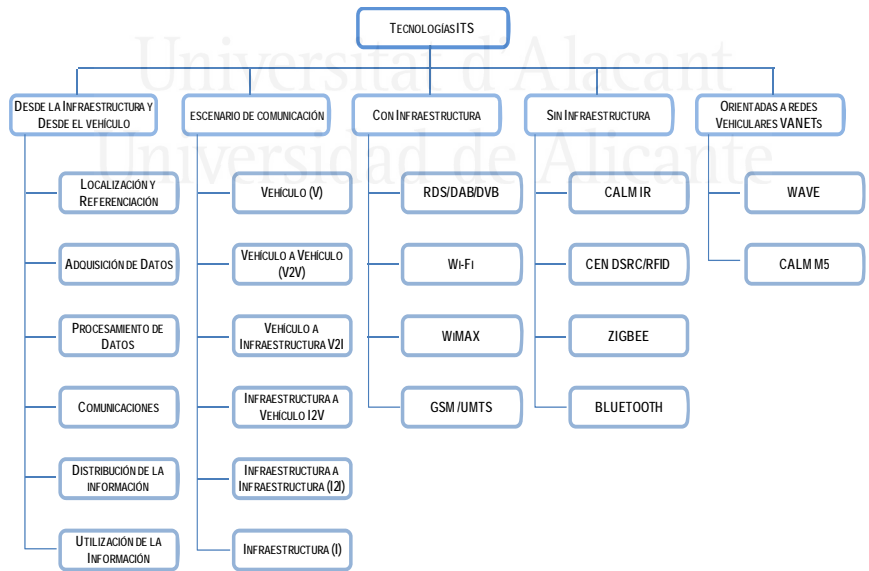 TECNOLOGÍAS ITS
Universitat d'Alacant
Universidad de Alicante
DESDE LA INFRAESTRUCTURA Y
DESDE EL VEHÍCULO
LOCALIZACIÓN Y
REFERENCIACIÓN
ADQUISICIÓN DE DATOS
PROCESAMIENTO DE
DATOS
COMUNICACIONES
DISTRIBUCIÓN DE LA
INFORMACIÓN
UTILIZACIÓN DE LA
INFORMACIÓN
ESCENARIO DE COMUNICACIÓN
VEHÍCULO (V)
VEHÍCULO A VEHÍCULO
(V2V)
VEHÍCULO A
INFRAESTRUCTURA V2I
INFRAESTRUCTURA A
VEHÍCULO I2V
INFRAESTRUCTURA A
INFRAESTRUCTURA (I2I)
INFRAESTRUCTURA (I)
CON INFRAESTRUCTURA
RDS/DAB/DVB
WI-FI
WIMAX
GSM/UMTS
SIN INFRAESTRUCTURA
CALM IR
CEN DSRC/RFID
ZIGBEE
BLUETOOTH
ORIENTADAS A REDES
VEHICULARES VANETS
WAVE
CALM M5